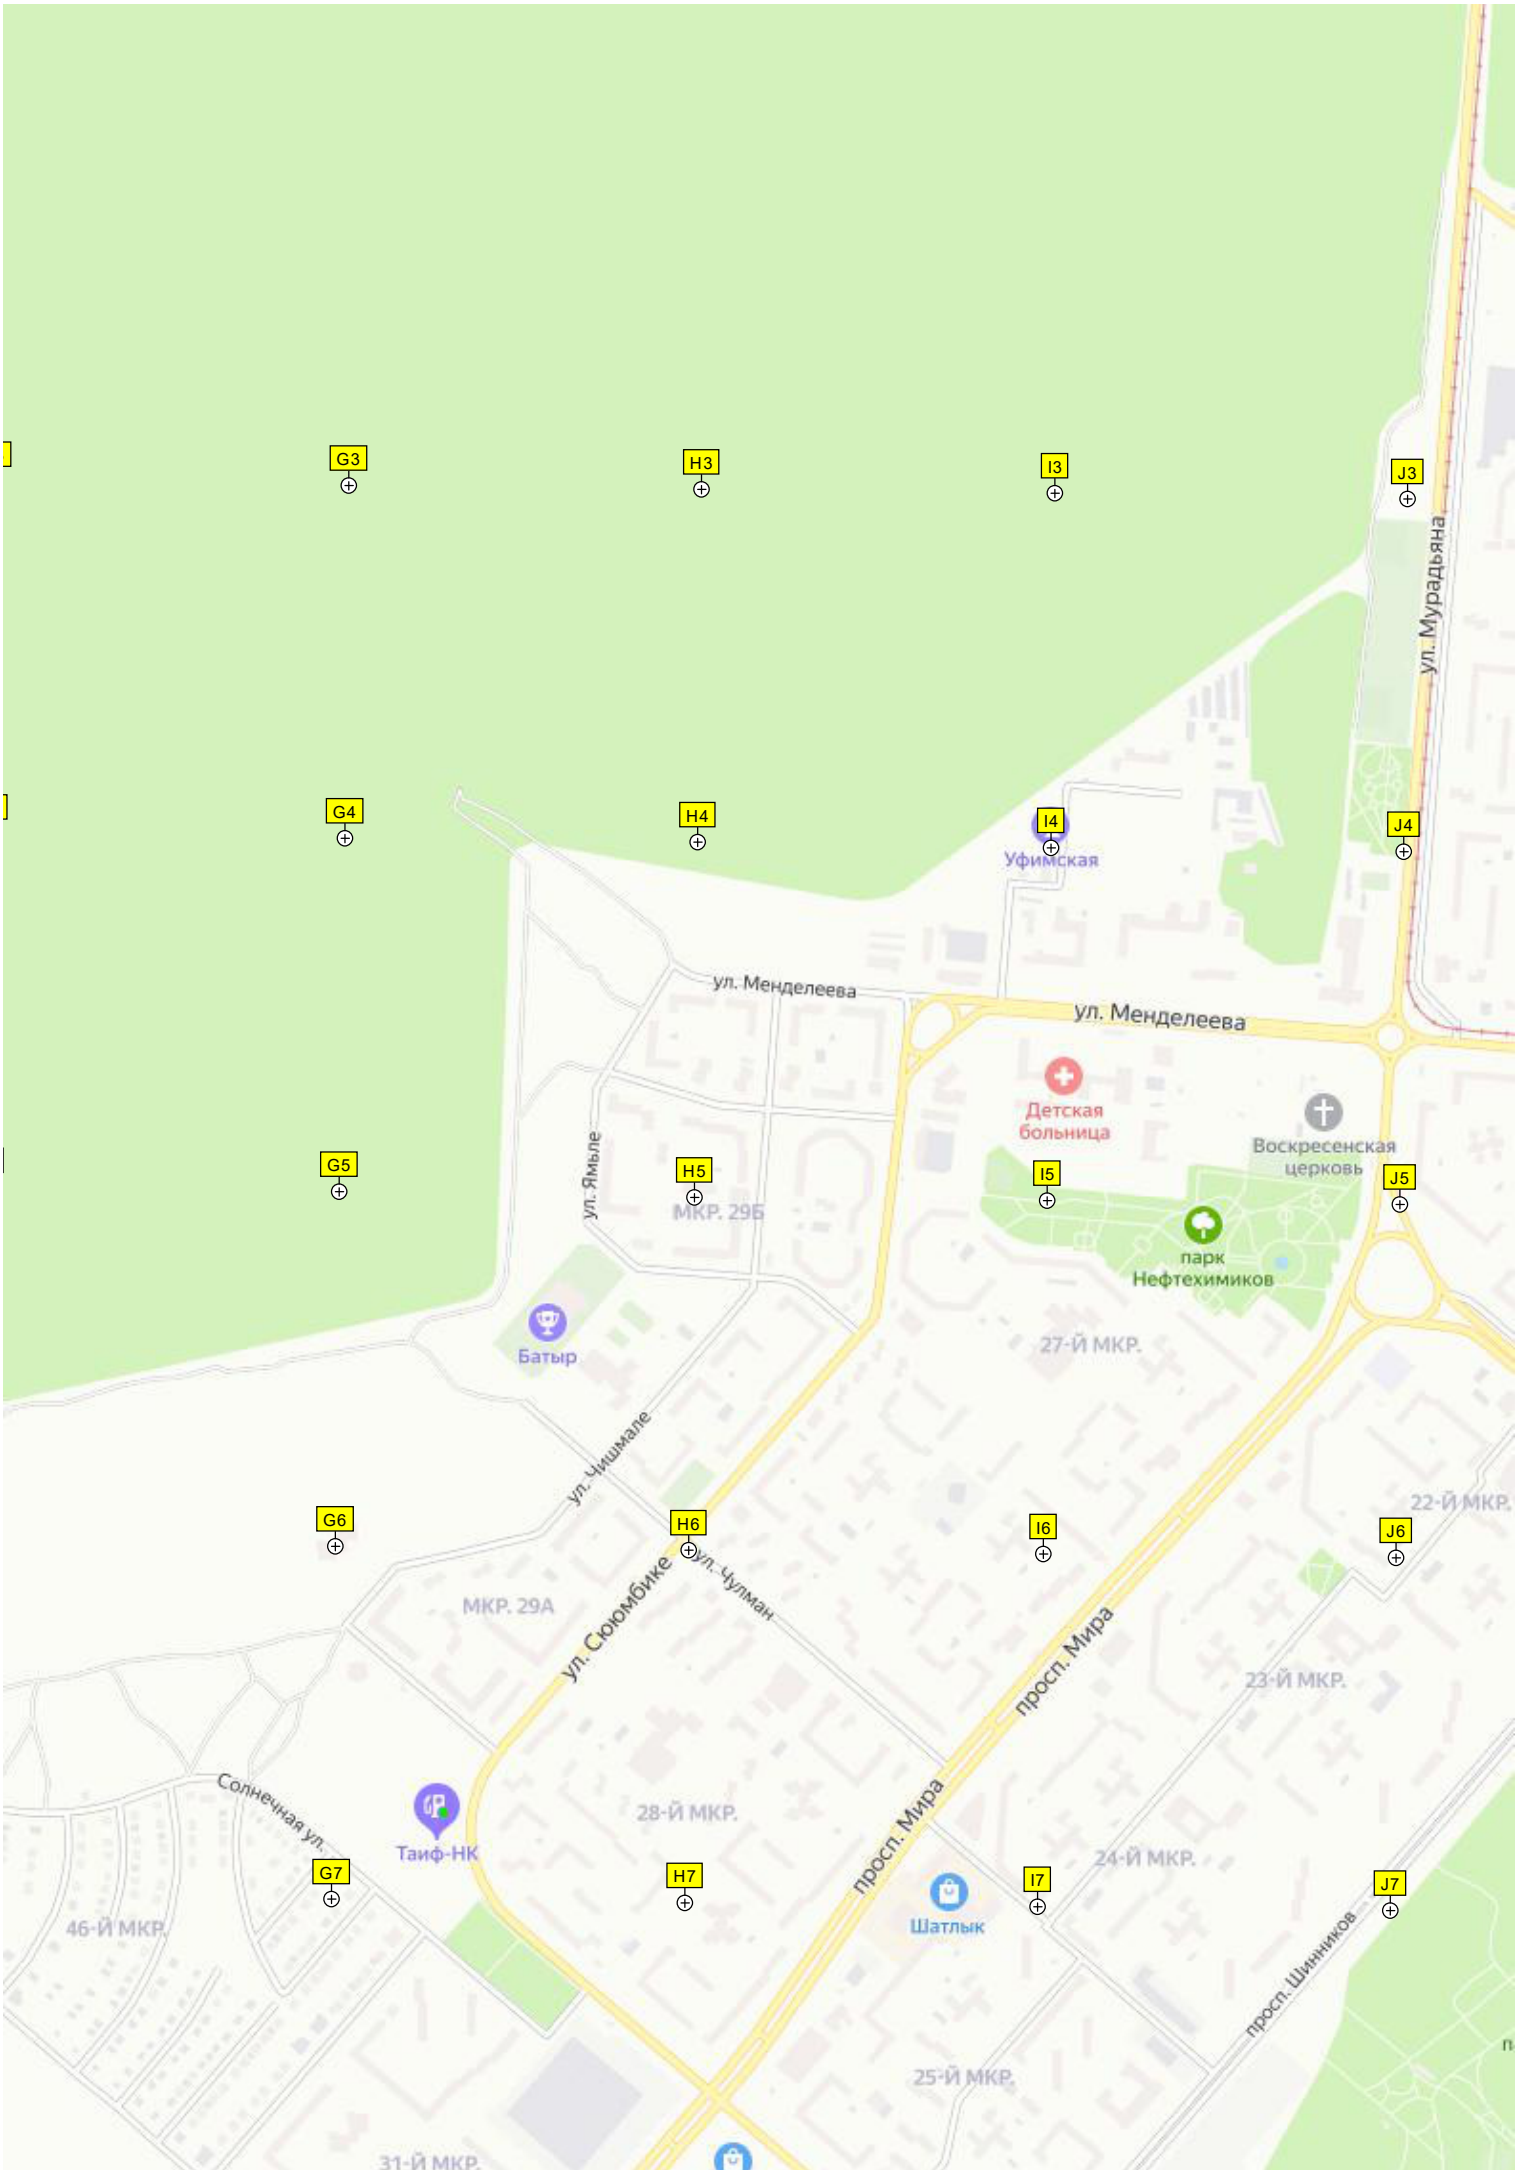 G3
H3
I3
J3
ул. Мурадьяна
G4
H4
I4
J4
Уфимская
ул. Менделеева
ул. Менделеева
Детская
больница
Воскресенская
церковь
ул. Ямьле
G5
H5
I5
J5
МКР. 29Б
парк
Нефтехимиков
Батыр
27-Й МКР.
ул. Чишмале
22-Й МКР.
G6
H6
I6
J6
ул. Чулман
МКР. 29А
ул. Сююмбике
просп. Мира
23-Й МКР.
Солнечная ул.
28-Й МКР.
просп. Мира
Таиф-НК
24-Й МКР.
G7
H7
I7
J7
46-Й МКР.
Шатлык
просп. Шинников
25-Й МКР.
31-Й МКР.